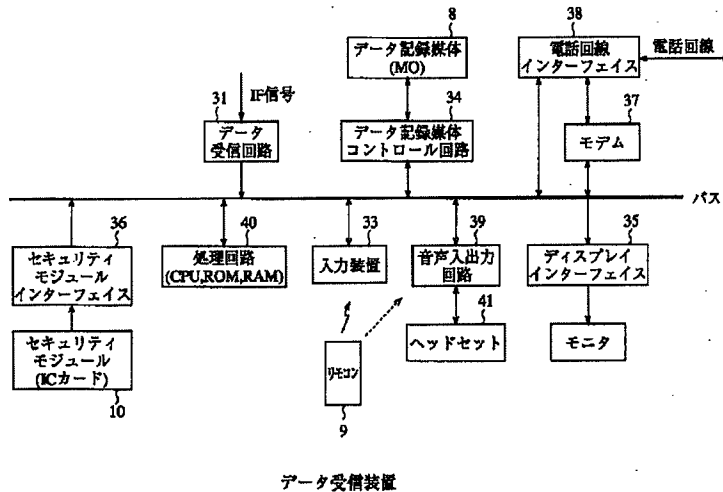 8
データ記録媒体
(MO)
38
電話回線
インターフェイス
電話回線
IF信号
31
データ
受信回路
34
データ記録媒体
コントロール回路
37
モデム
バス
36
セキュリティ
モジュール
インターフェイス
40
処理回路
(CPU,ROM,RAM)
33
入力装置
39
音声入出力
回路
35
ディスプレイ
インターフェイス
セキュリティ
モジュール
(ICカード)
10
リモコン
9
41
ヘッドセット
モニタ
データ受信装置